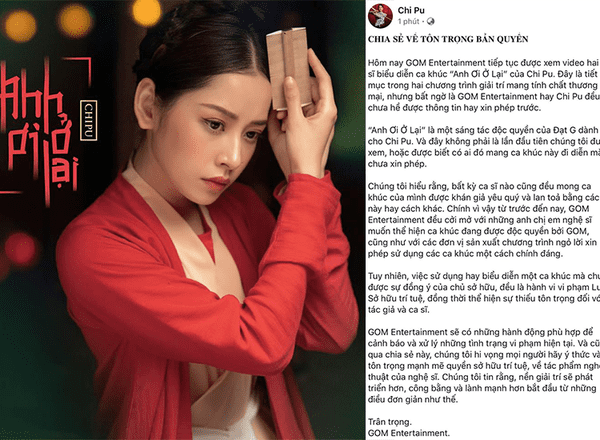 Anh
ơi
ở
lại
CHIPU
Chi Pu
1 phút ·
CHIA SẺ VỀ TÔN TRỌNG BẢN QUYỀN
Hôm nay GOM Entertainment tiếp tục được xem video hai
sĩ biểu diễn ca khúc “Anh Ơi Ở Lại” của Chi Pu. Đây là tiết
mục trong hai chương trình giải trí mang tính chất thương
mại, nhưng bất ngờ là GOM Entertainment hay Chi Pu đều
chưa hề được thông tin hay xin phép trước.
“Anh Ơi Ở Lại” là một sáng tác độc quyền của Đạt G dành
cho Chi Pu. Và đây không phải là lần đầu tiên chúng tôi đư
xem, hoặc được biết có ai đó mang ca khúc này đi diễn mà
chưa xin phép.
Chúng tôi hiểu rằng, bất kỳ ca sĩ nào cũng đều mong ca
khúc của mình được khán giả yêu quý và lan toả bằng các
này hay cách khác. Chính vì vậy từ trước đến nay, GOM
Entertainment đều cởi mở với những anh chị em nghệ sĩ
muốn thể hiện ca khúc đang được độc quyền bởi GOM,
cũng như với các đơn vị sản xuất chương trình ngỏ lời xin
phép sử dụng các ca khúc một cách chính đáng.
Tuy nhiên, việc sử dụng hay biểu diễn một ca khúc mà chư
được sự đồng ý của chủ sở hữu, đều là hành vi vi phạm Lu
Sở hữu trí tuệ, đồng thời thể hiện sự thiếu tôn trọng đối vớ
tác giả và ca sĩ.
GOM Entertainment sẽ có những hành động phù hợp để
cảnh báo và xử lý những tình trạng vi phạm hiện tại. Và cũ
qua chia sẻ này, chúng tôi hi vọng mọi người hãy ý thức và
tôn trọng mạnh mẽ quyền sở hữu trí tuệ, về tác phẩm nghệ
thuật của nghệ sĩ. Chúng tôi tin rằng, nền giải trí sẽ phát
triển hơn, công bằng và lành mạnh hơn bắt đầu từ những
điều đơn giản như thế.
Trân trọng.
GOM Entertainment.